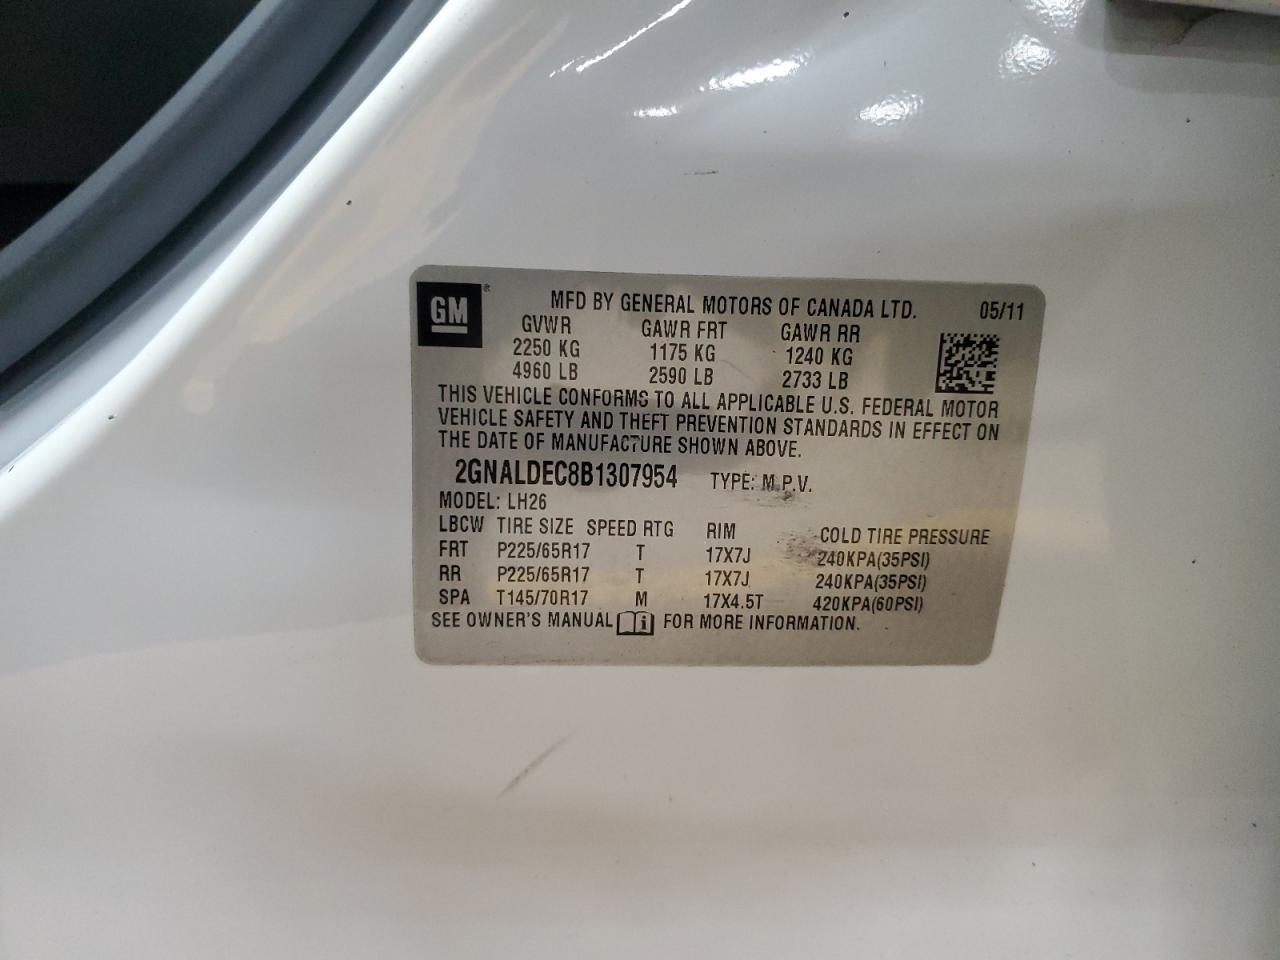 GM®
MFD BY GENERAL MOTORS OF CANADA LTD. 05/11
GVWR GAWR FRT GAWR RR
2250 KG 1175 KG 1240 KG
4960 LB 2590 LB 2733 LB
THIS VEHICLE CONFORMS TO ALL APPLICABLE U.S. FEDERAL MOTOR
VEHICLE SAFETY AND THEFT PREVENTION STANDARDS IN EFFECT ON
THE DATE OF MANUFACTURE SHOWN ABOVE.
2GNALDEC8B1307954 TYPE: M.P.V.
MODEL: LH26
LBCW TIRE SIZE SPEED RTG RIM COLD TIRE PRESSURE
FRT P225/65R17 T 17X7J 240KPA(35PSI)
RR P225/65R17 T 17X7J 240KPA(35PSI)
SPA T145/70R17 M 17X4.5T 420KPA(60PSI)
SEE OWNER'S MANUAL i FOR MORE INFORMATION.